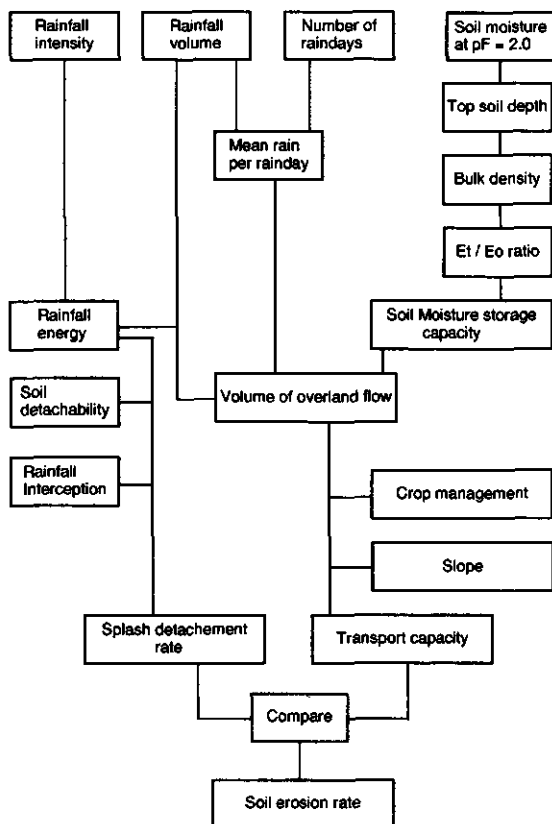 Rainfall
intensity
Rainfall
volume
Number of
raindays
Soil moisture
at pF = 2.0
Top soil depth
Mean rain
per rainday
Bulk density
Et / Eo ratio
Rainfall
energy
Soil Moisture storage
capacity
Soil
detachability
Volume of overland flow
Rainfall
Interception
Crop management
Slope
Splash detachement
rate
Transport capacity
Compare
Soil erosion rate